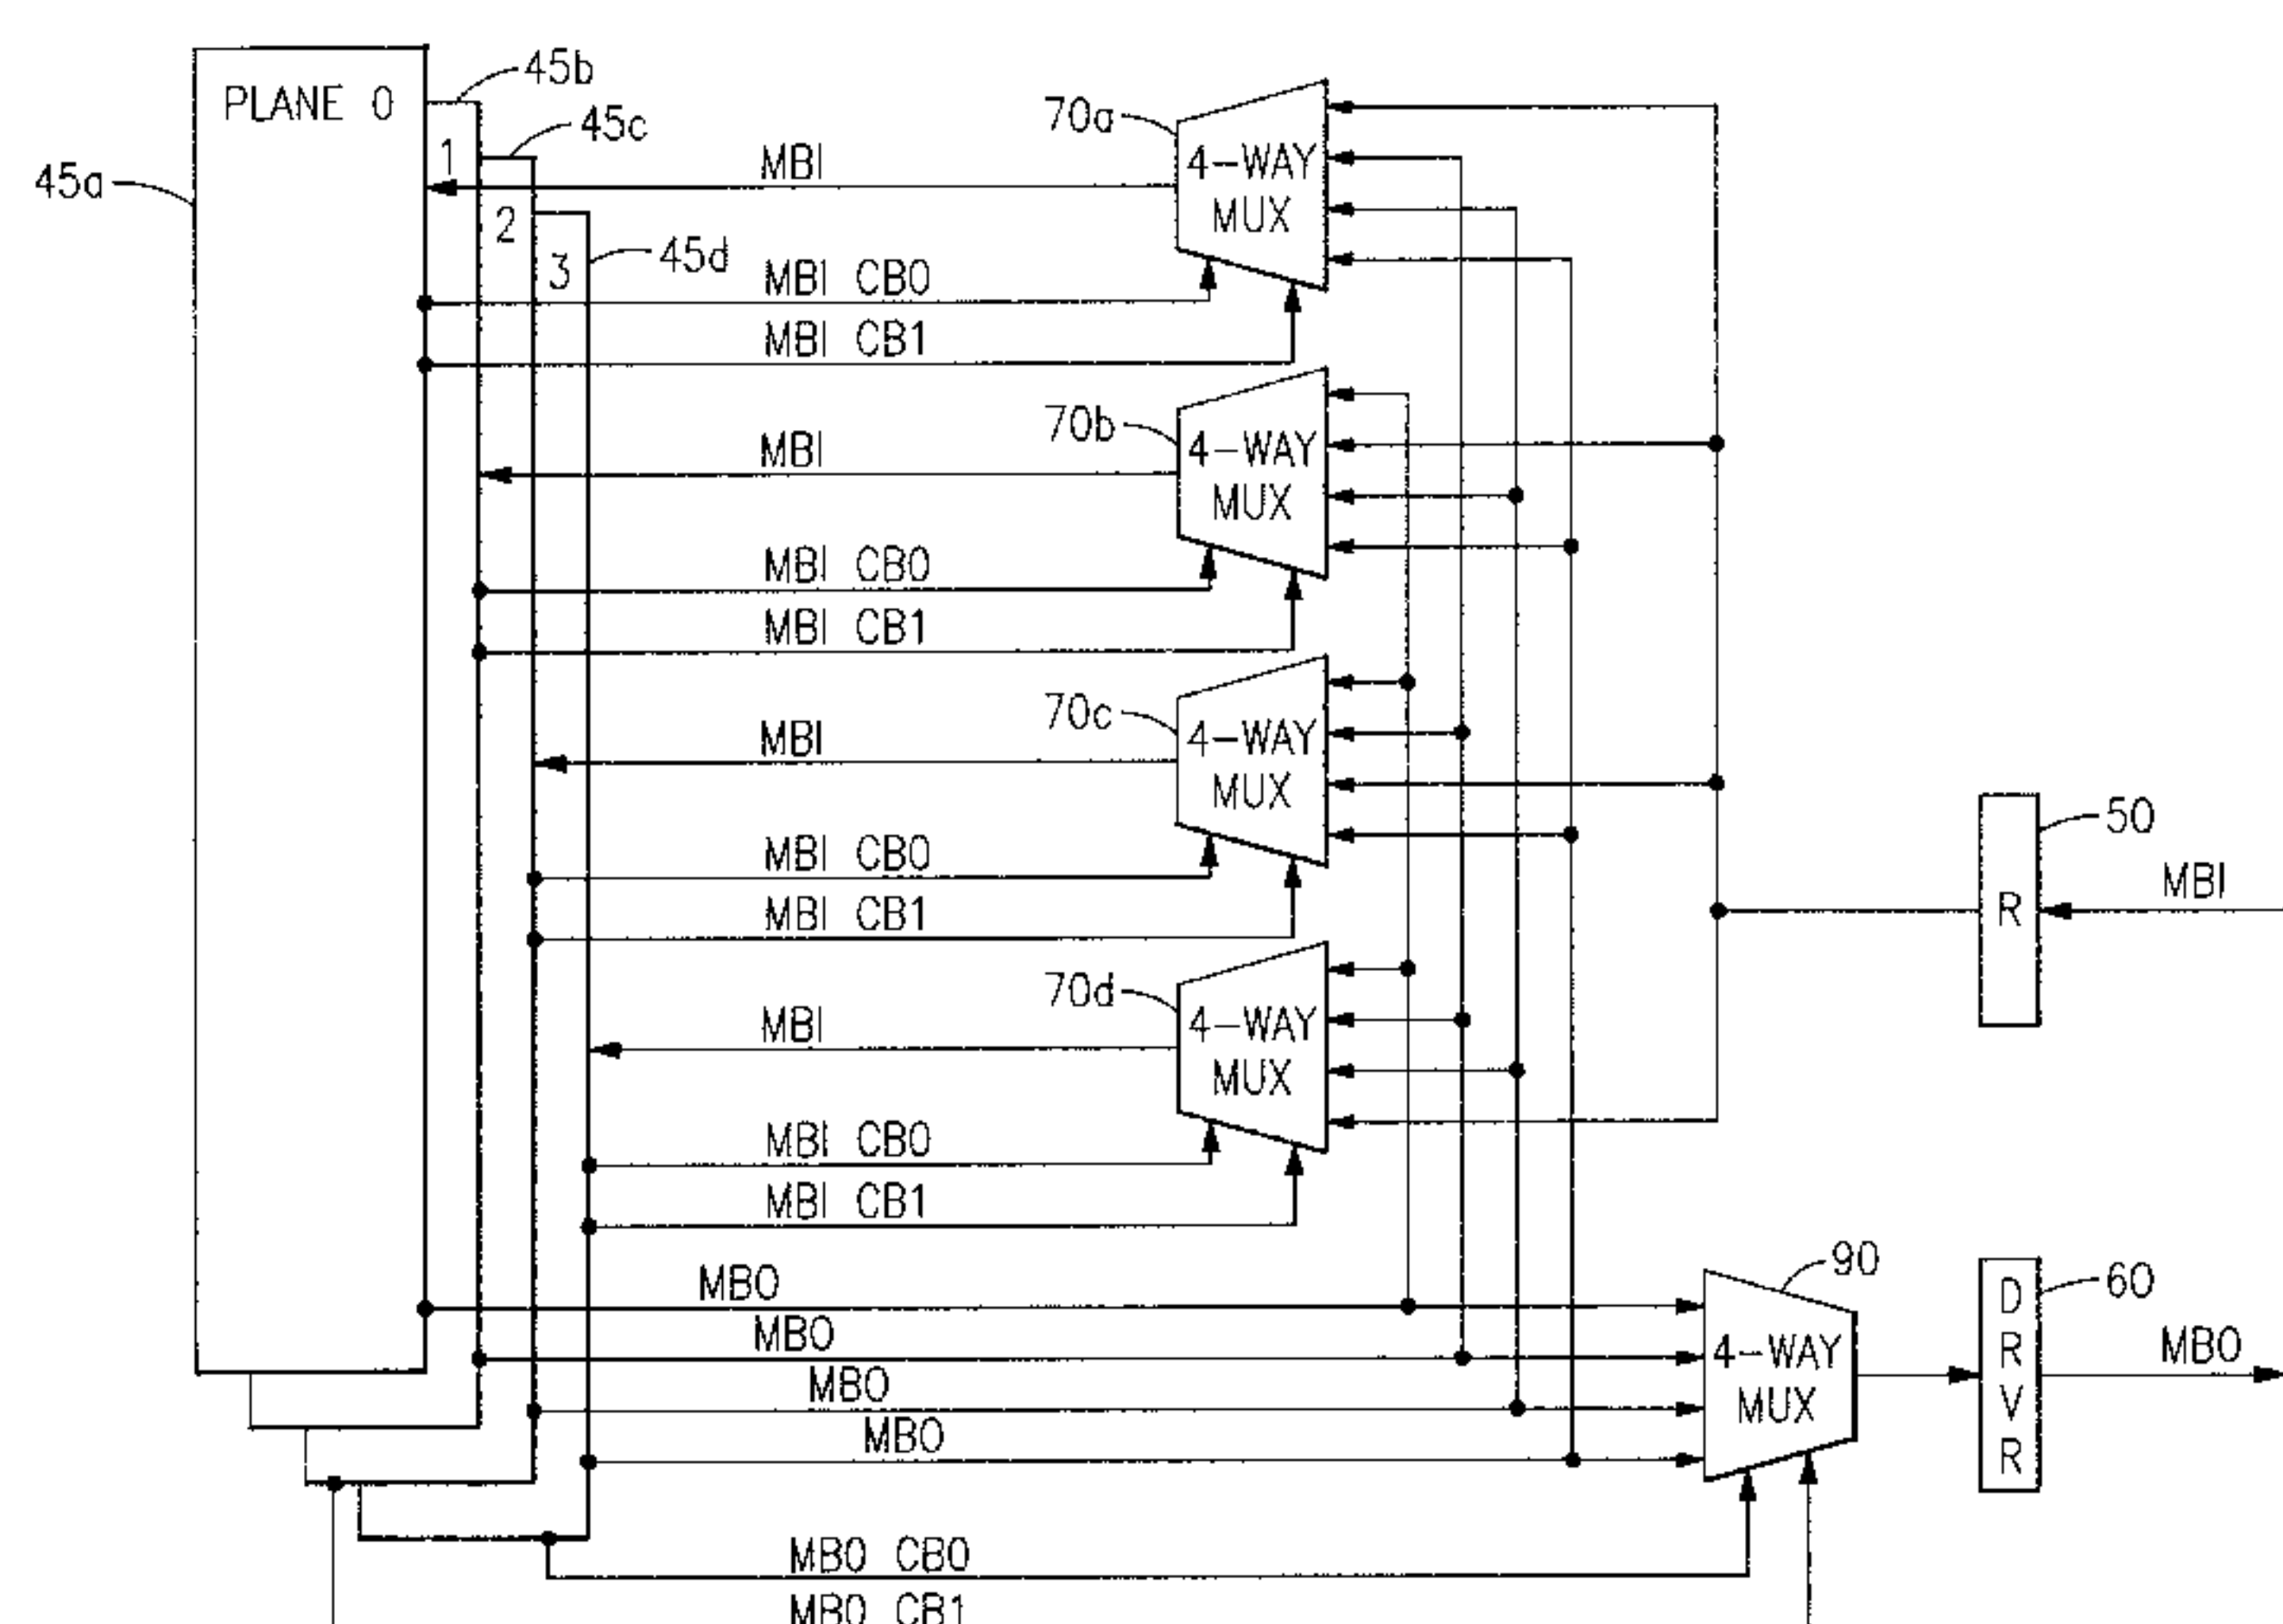 45b
PLANE 0
45c
70a
1
MBI
4-WAY
MUX
45a
2
45d
3
MBI CB0
MBI CB1
70b
MBI
4-WAY
MUX
MBI CB0
MBI CB1
70c
MBI
4-WAY
MUX
50
MBI CB0
MBI
R
MBI CB1
70d
MBI
4-WAY
MUX
MBI CB0
MBI CB1
90
60
MBO
MBO
4-WAY
MUX
DRVR
MBO
MBO
MBO
MBO CB0
MBO CB1